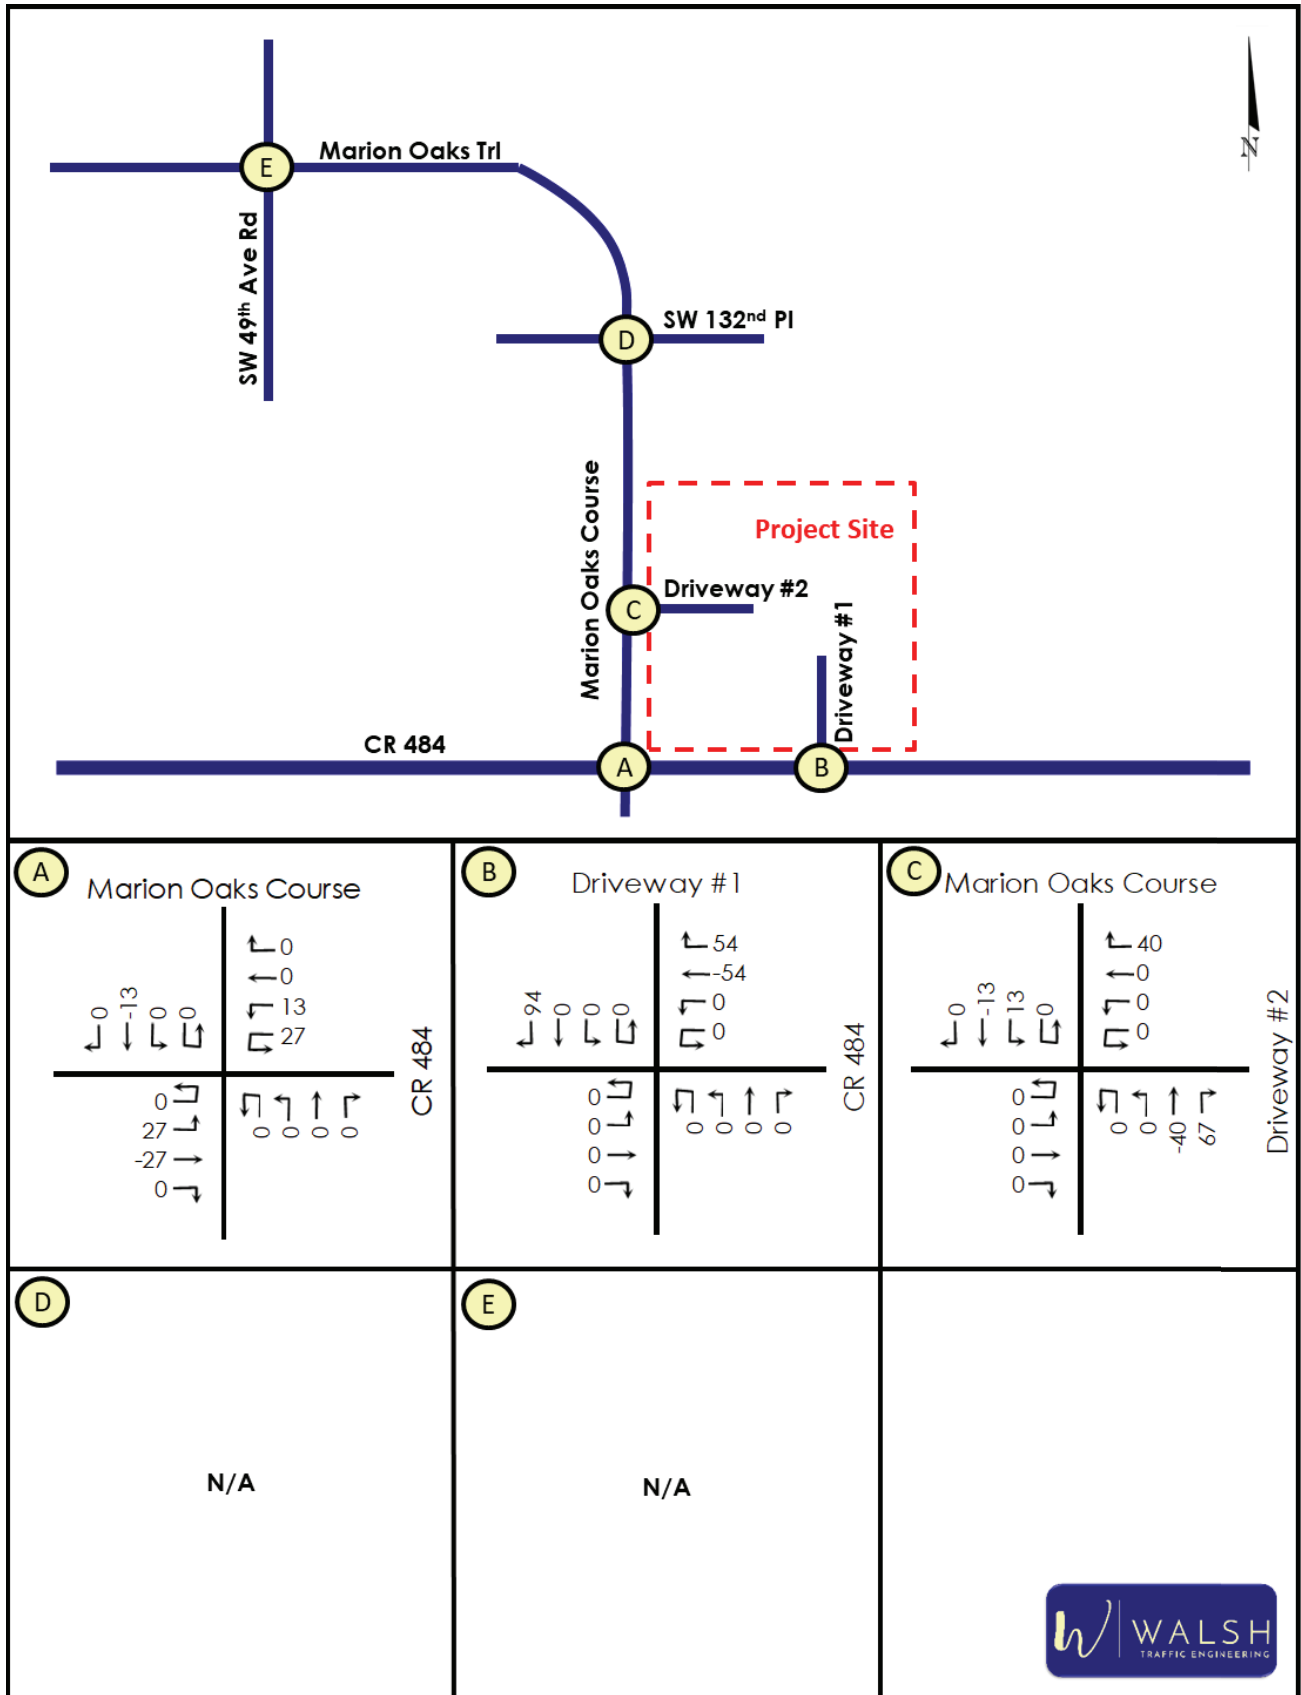 E
Marion Oaks Trl
SW 49th Ave Rd
N
D
SW 132nd Pl
Marion Oaks Course
Project Site
C
Driveway #2
Driveway #1
CR 484
A
B
A
Marion Oaks Course
0
0
13
27
0 -13 0 0
CR 484
0
27
-27
0
0 0 0 0
B
Driveway #1
54
-54
0
0
94 0 0 0
CR 484
0
0
0
0
0 0 0 0
C
Marion Oaks Course
40
0
0
0
0 -13 13 0
Driveway #2
0
0
0
0
0 0 -40 67
D
N/A
E
N/A
W WALSH
TRAFFIC ENGINEERING